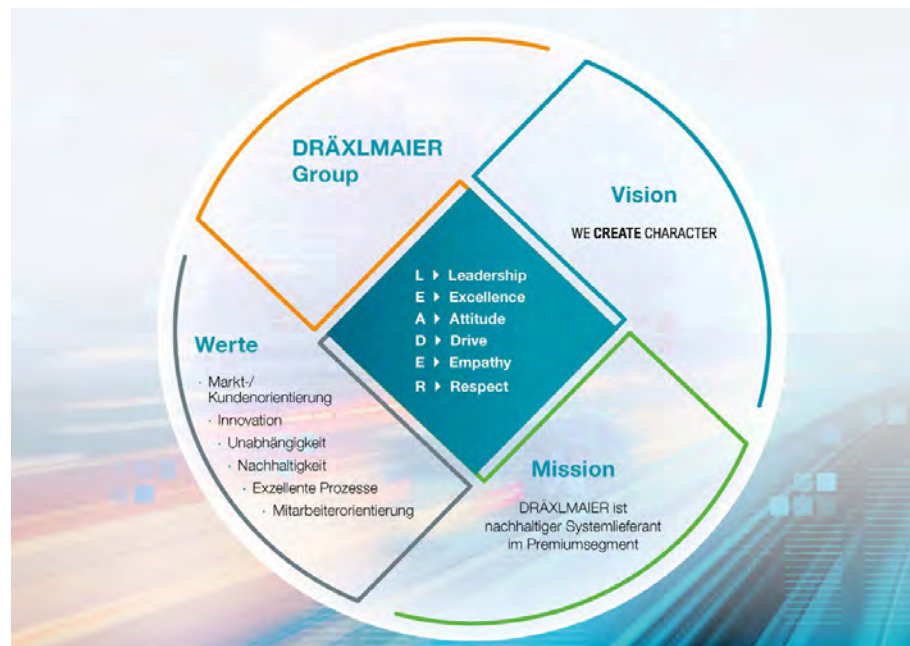 DRÄXLMAIER
Group
Vision
WE CREATE CHARACTER
L ▸ Leadership
E ▸ Excellence
A ▸ Attitude
D ▸ Drive
E ▸ Empathy
R ▸ Respect
Werte
· Markt-/
Kundenorientierung
· Innovation
· Unabhängigkeit
· Nachhaltigkeit
· Exzellente Prozesse
· Mitarbeiterorientierung
Mission
DRÄXLMAIER ist
nachhaltiger Systemlieferant
im Premiumsegment